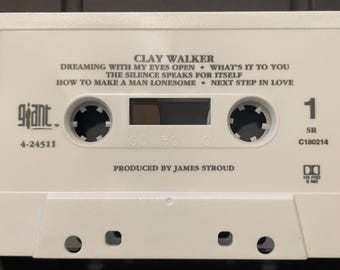 CLAY WALKER
DREAMING WITH MY EYES OPEN • WHAT'S IT TO YOU
THE SILENCE SPEAKS FOR ITSELF
HOW TO MAKE A MAN LONESOME • NEXT STEP IN LOVE
giant
4-24511
1
SR
C180214
PRODUCED BY JAMES STROUD